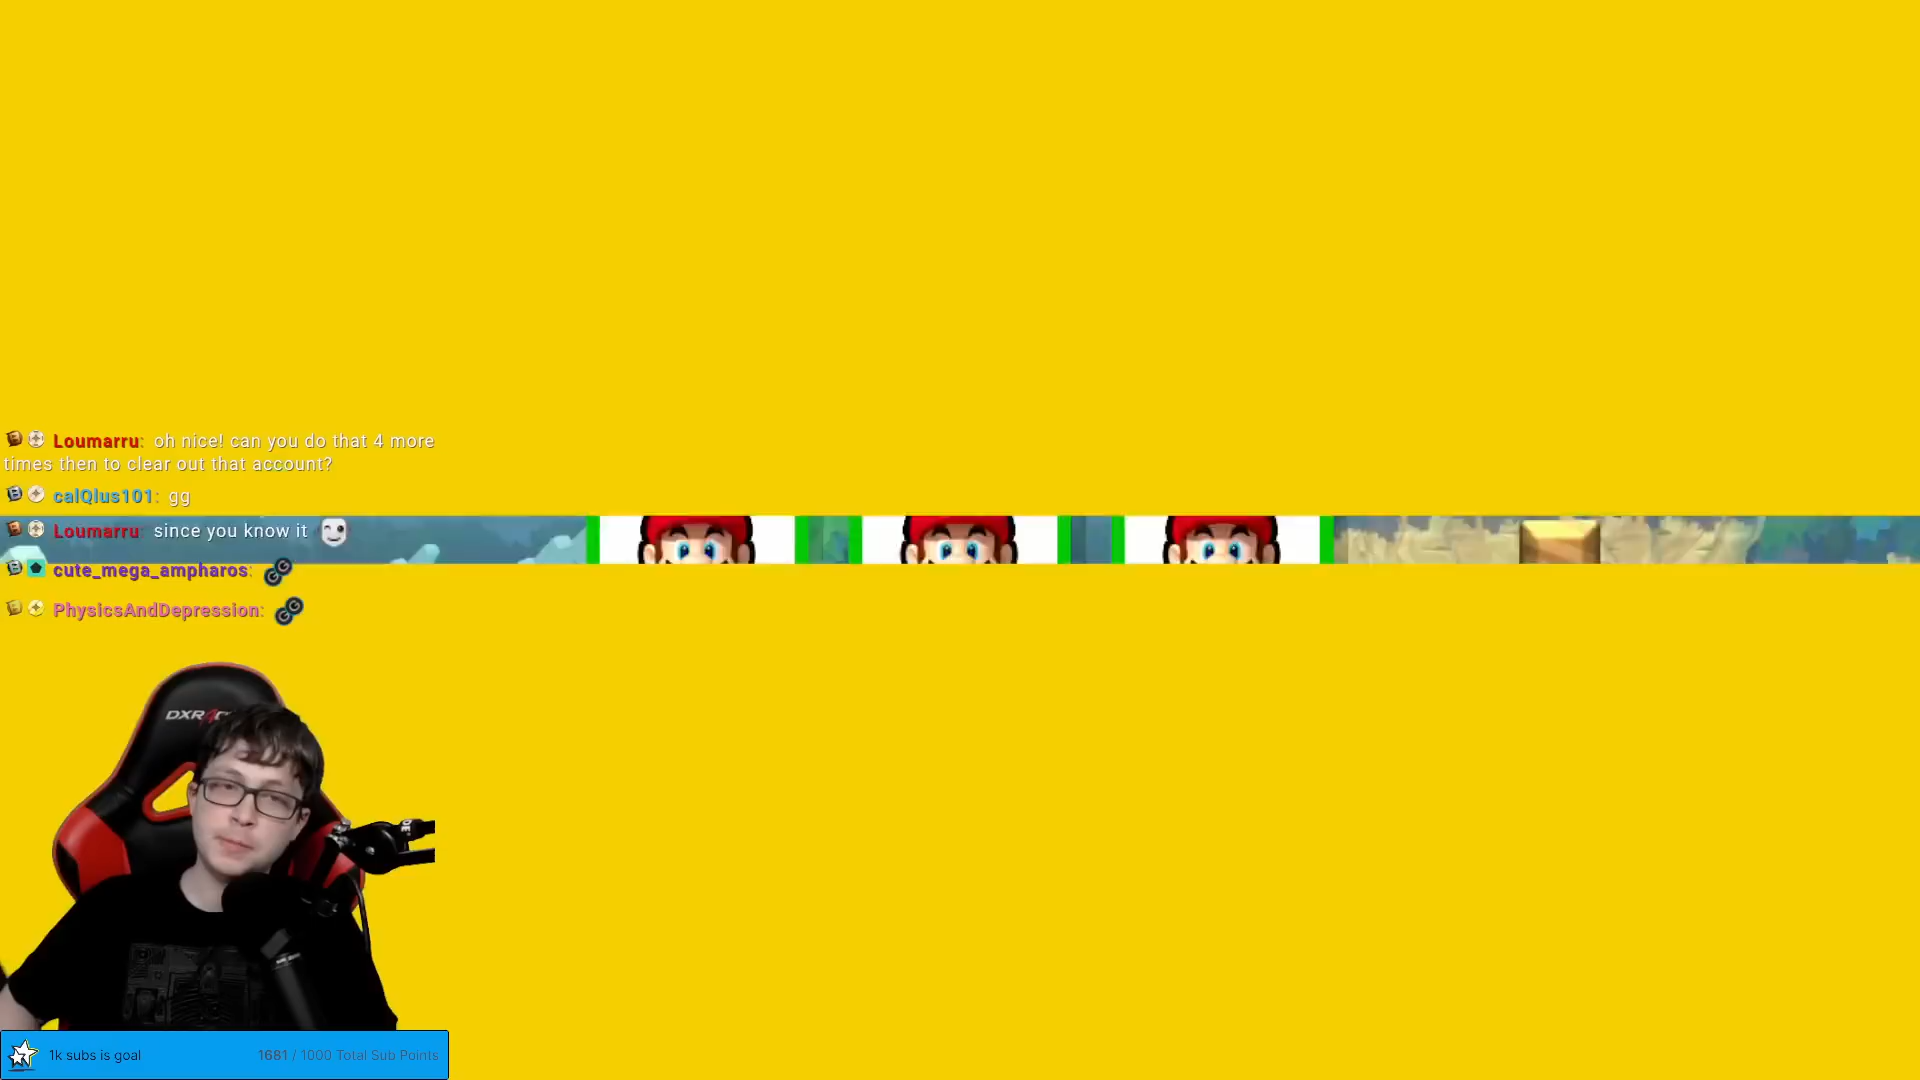 Loumarru: oh nice! can you do that 4 more
times then to clear out that account?
calQlus101: gg
Loumarru: since you know it
cute_mega_ampharos:
PhysicsAndDepression:
1k subs is goal 1681 / 1000 Total Sub Points